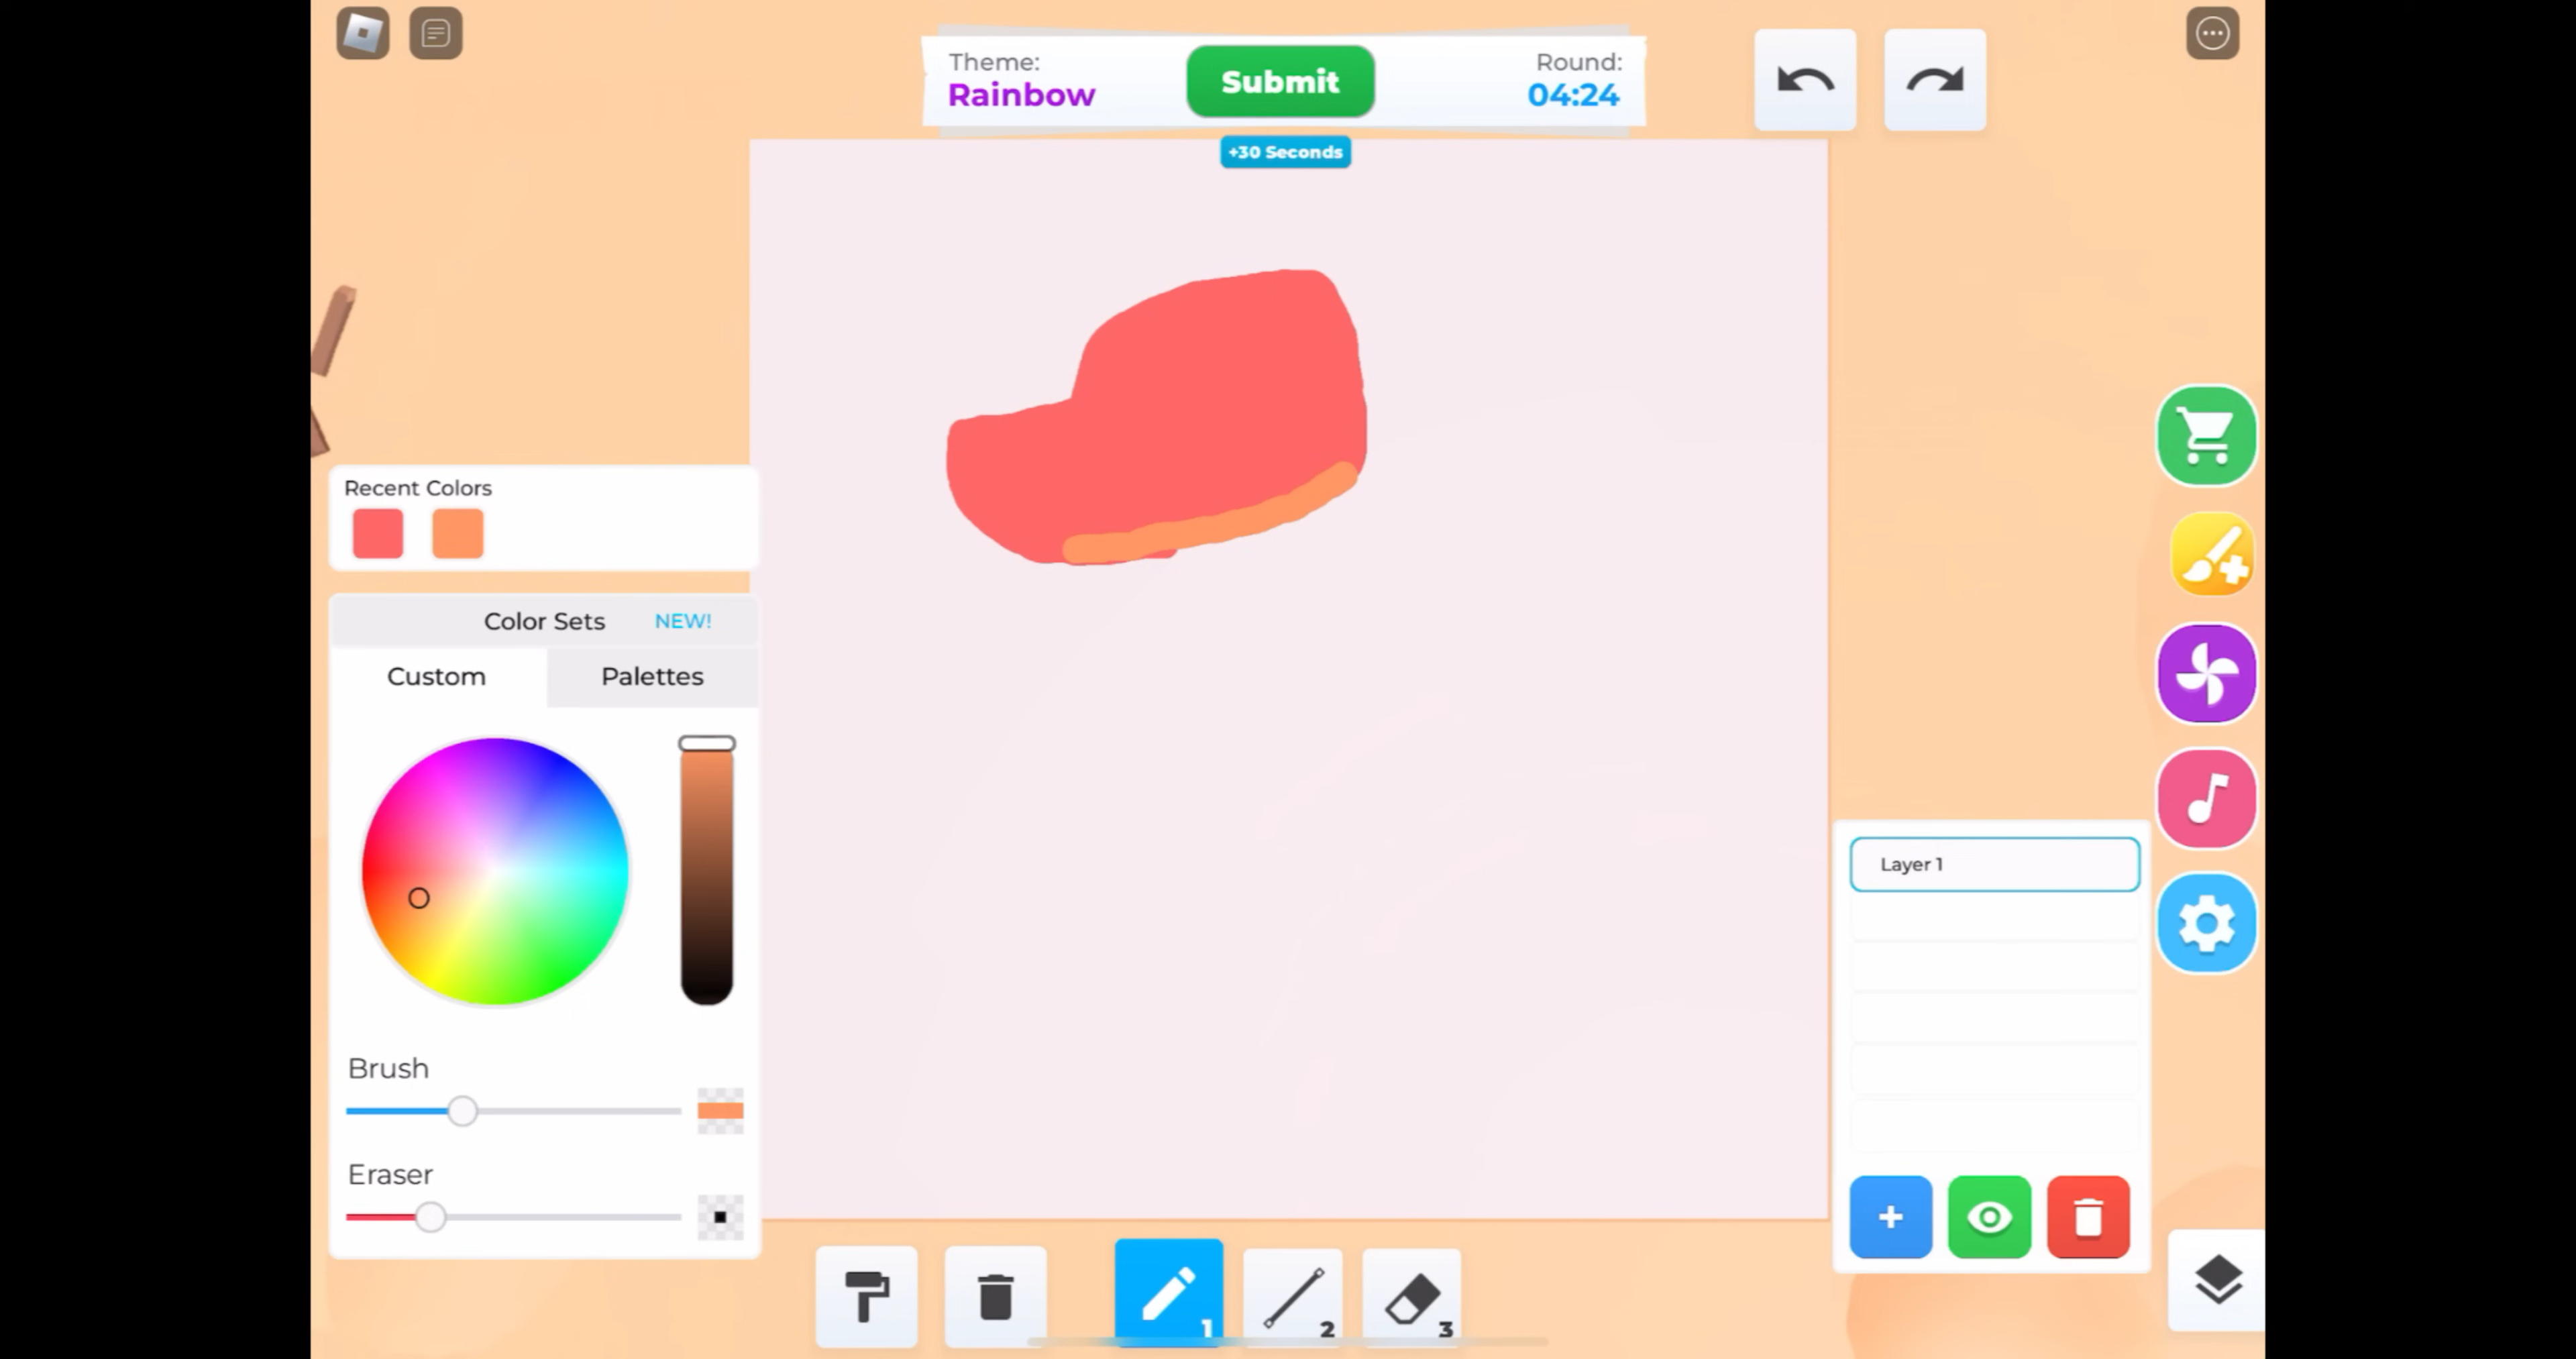 Theme:
Rainbow
Submit
Round:
04:24
+30 Seconds
Recent Colors
Color Sets NEW!
Custom
Palettes
Layer 1
Brush
Eraser
1
2
3